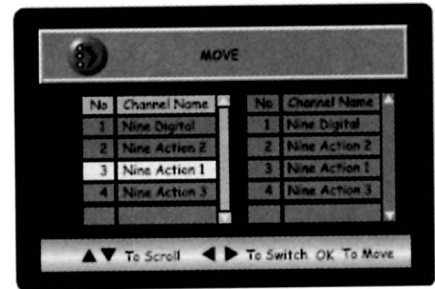 MOVE
No Channel Name No Channel Name
1 Nine Digital 1 Nine Digital
2 Nine Action 2 2 Nine Action 2
3 Nine Action 1 3 Nine Action 1
4 Nine Action 3 4 Nine Action 3
▲▼ To Scroll ◀ ▶ To Switch OK To Move